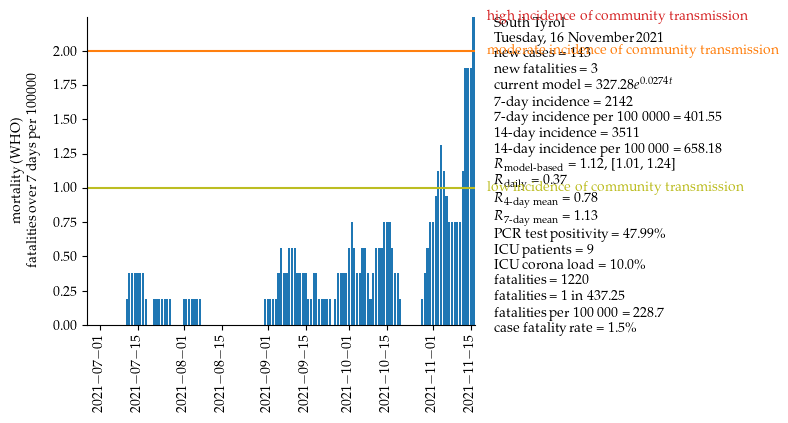 high incidence of community transmission
South Tyrol
Tuesday, 16 November 2021
moderate incidence of community transmission
new cases = 143
new fatalities = 3
current model = 327.28e^0.0274t
7-day incidence = 2142
7-day incidence per 100 0000 = 401.55
14-day incidence = 3511
14-day incidence per 100 000 = 658.18
R model-based = 1.12, [1.01, 1.24]
R daily = 0.37
low incidence of community transmission
R 4-day mean = 0.78
R 7-day mean = 1.13
PCR test positivity = 47.99%
ICU patients = 9
ICU corona load = 10.0%
fatalities = 1220
fatalities = 1 in 437.25
fatalities per 100 000 = 228.7
case fatality rate = 1.5%
mortality (WHO)
fatalities over 7 days per 100000
2.00
1.75
1.50
1.25
1.00
0.75
0.50
0.25
0.00
2021−07−01
2021−07−15
2021−08−01
2021−08−15
2021−09−01
2021−09−15
2021−10−01
2021−10−15
2021−11−01
2021−11−15